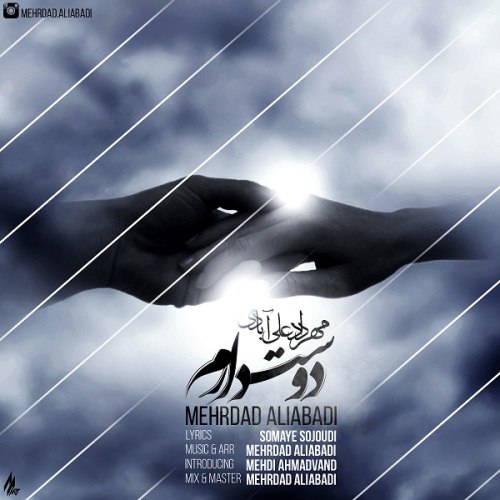 MEHRDAD.ALIABADI
مهرداد علی آبادی
دوست دارم
MEHRDAD ALIABADI
LYRICS SOMAYE SOJOUDI
MUSIC & ARR MEHRDAD ALIABADI
INTRODUCING MEHDI AHMADVAND
MIX & MASTER MEHRDAD ALIABADI